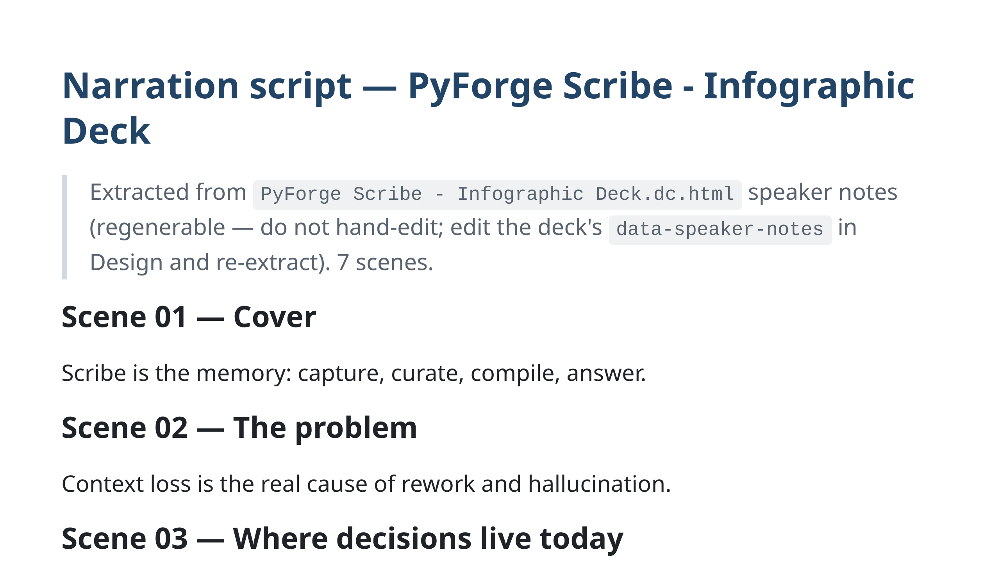 Narration script — PyForge Scribe - Infographic
Deck
Extracted from PyForge Scribe - Infographic Deck.dc.html speaker notes
(regenerable — do not hand-edit; edit the deck's data-speaker-notes in
Design and re-extract). 7 scenes.
Scene 01 — Cover
Scribe is the memory: capture, curate, compile, answer.
Scene 02 — The problem
Context loss is the real cause of rework and hallucination.
Scene 03 — Where decisions live today